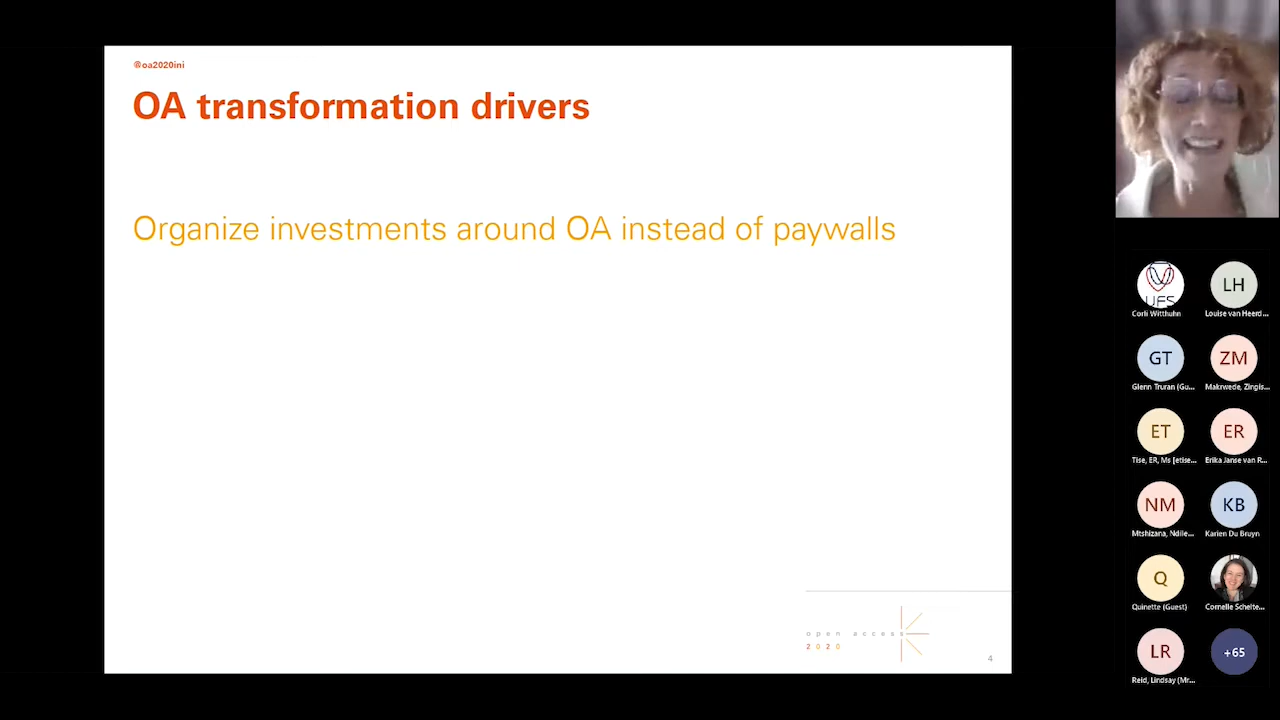 @oa2020ini
OA transformation drivers
Organize investments around OA instead of paywalls
open access
2020
4
UFS
Corli Witthuhn
LH
Louise van Heerd...
GT
Glenn Truran (Gu...
ZM
Makwede, Zingis...
ET
Tise, ER, Ms [etise...
ER
Erika Janse van R...
NM
Mtshizana, Ndile...
KB
Karien Du Bruyn
Q
Quinette (Guest)
Cornelle Scholte...
LR
Reid, Lindsay (Mr...
+65